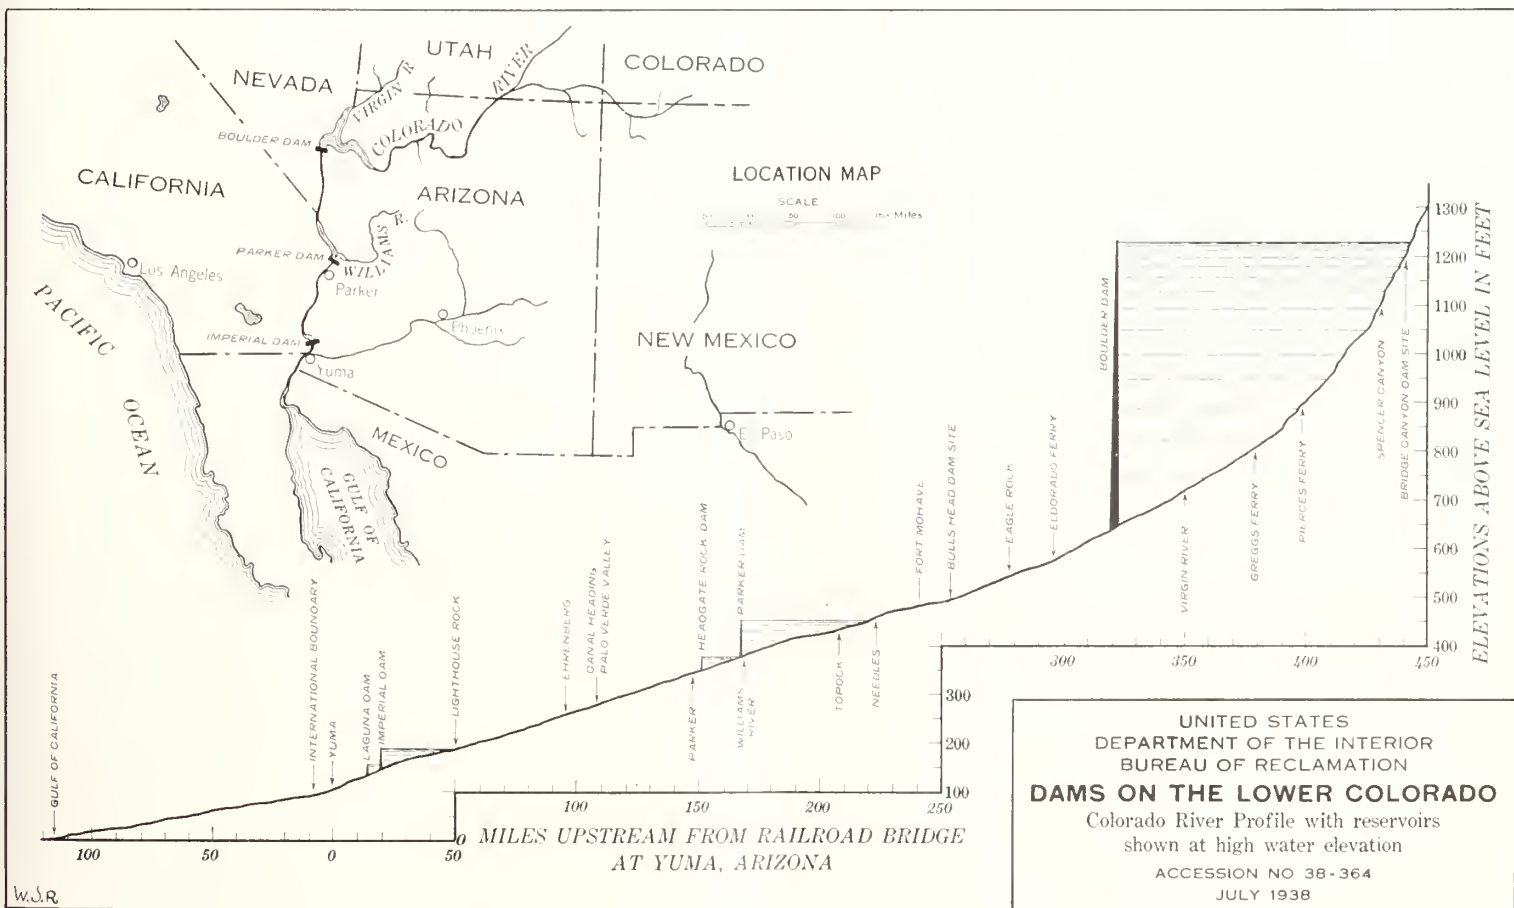 UTAH
COLORADO
NEVADA
VIRGIN R.
COLORADO RIVER
BOULDER DAM
CALIFORNIA
ARIZONA
LOCATION MAP
SCALE
50 100 150 Miles
WILLIAMS R.
PARKER DAM
Los Angeles
Parker
PACIFIC
OCEAN
Phoenix
IMPERIAL DAM
Yuma
NEW MEXICO
MEXICO
El Paso
GULF OF
CALIFORNIA
GULF OF CALIFORNIA
INTERNATIONAL BOUNDARY
YUMA
LAGUNA DAM
IMPERIAL DAM
LIGHTHOUSE ROCK
EHRENBERG
CANAL HEADING
PALO VERDE VALLEY
PARKER
HEADGATE ROCK DAM
PARKER DAM
WILLIAMS
RIVER
TOPOCK
NEEDLES
FORT MOHAVE
BULLS HEAD DAM SITE
EAGLE ROCK
ELDORADO FERRY
BOULDER DAM
VIRGIN RIVER
GREGGS FERRY
PIERCES FERRY
SPENCER CANYON
BRIDGE CANYON DAM SITE
1300
1200
1100
1000
900
800
700
600
500
400
ELEVATIONS ABOVE SEA LEVEL IN FEET
300 350 400 450
300
200
100
0
100 50 0 50
100 150 200 250
MILES UPSTREAM FROM RAILROAD BRIDGE
AT YUMA, ARIZONA
UNITED STATES
DEPARTMENT OF THE INTERIOR
BUREAU OF RECLAMATION
DAMS ON THE LOWER COLORADO
Colorado River Profile with reservoirs
shown at high water elevation
ACCESSION NO 38-364
JULY 1938
W.J.R.